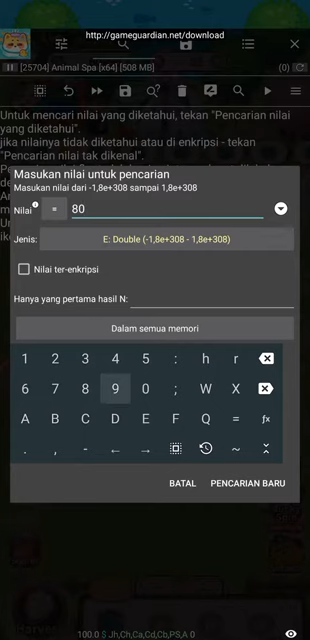 http://gameguardian.net/download
[25704] Animal Spa [x64] [508 MB]
(0)
Untuk mencari nilai yang diketahui, tekan "Pencarian nilai
yang diketahui".
jika nilainya tidak diketahui atau di enkripsi - tekan
"Pencarian nilai tak dikenal".
Masukan nilai untuk pencarian
Masukan nilai dari -1,8e+308 sampai 1,8e+308
Nilai
=
80
Jenis:
E: Double (-1,8e+308 - 1,8e+308)
Nilai ter-enkripsi
Hanya yang pertama hasil N:
Dalam semua memori
1 2 3 4 5 : h r
6 7 8 9 0 ; W X
A B C D E F Q = ƒx
. , - ← → ~
BATAL PENCARIAN BARU
100.0 S Jh,Ch,Ca,Cd,Cb,PS,A 0